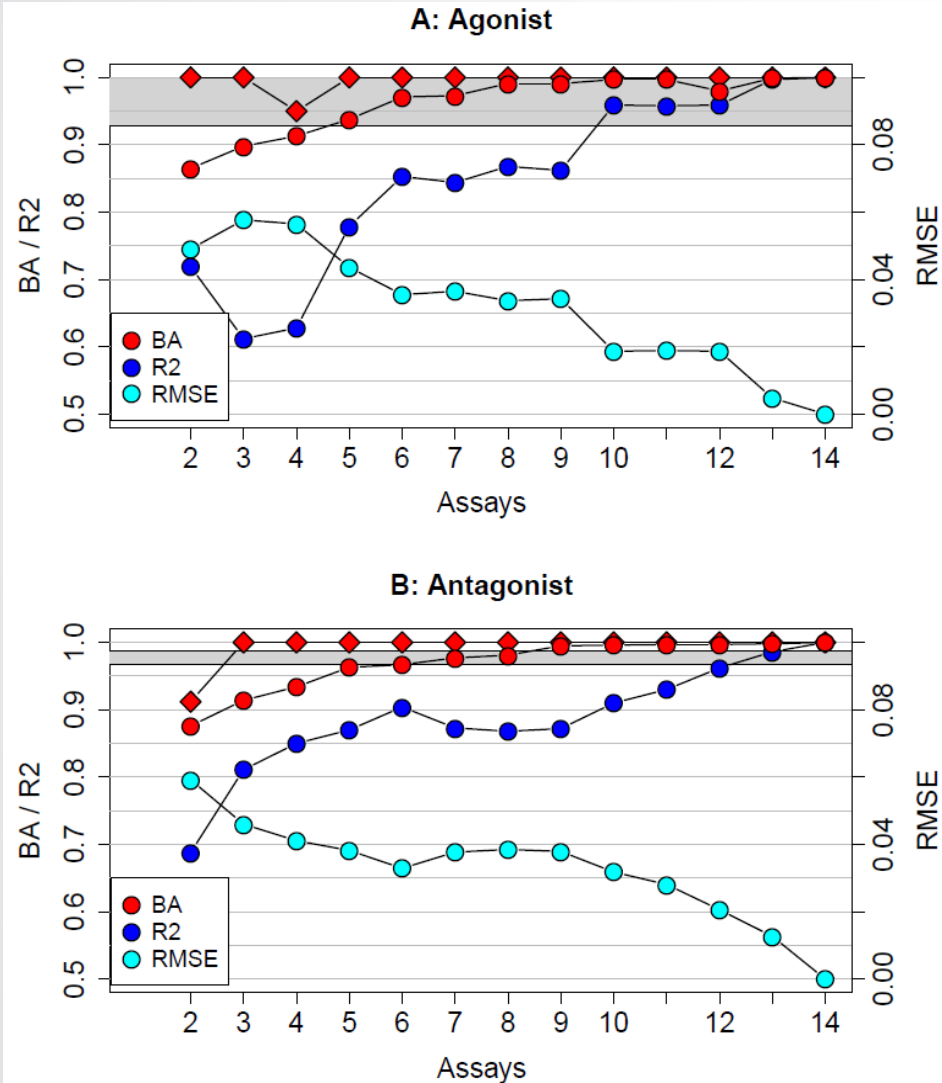 A: Agonist
1.0
0.9
0.8
0.7
0.6
0.5
BA / R2
0.08
0.04
0.00
RMSE
BA
R2
RMSE
2 3 4 5 6 7 8 9 10 12 14
Assays
B: Antagonist
1.0
0.9
0.8
0.7
0.6
0.5
BA / R2
0.08
0.04
0.00
RMSE
BA
R2
RMSE
2 3 4 5 6 7 8 9 10 12 14
Assays